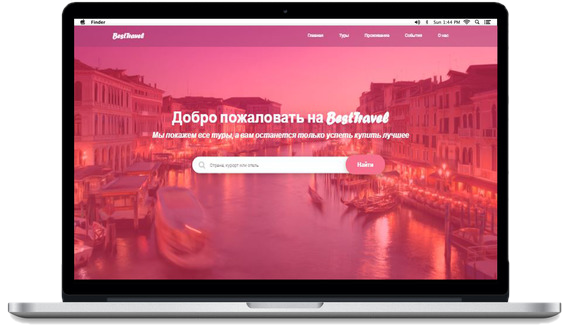 Finder
Sun 1:44 PM
BestTravel
Главная Туры Проживание События О нас
Добро пожаловать на BestTravel
Мы покажем все туры, а вам останется только успеть купить лучшее
Страна, курорт или отель
Найти